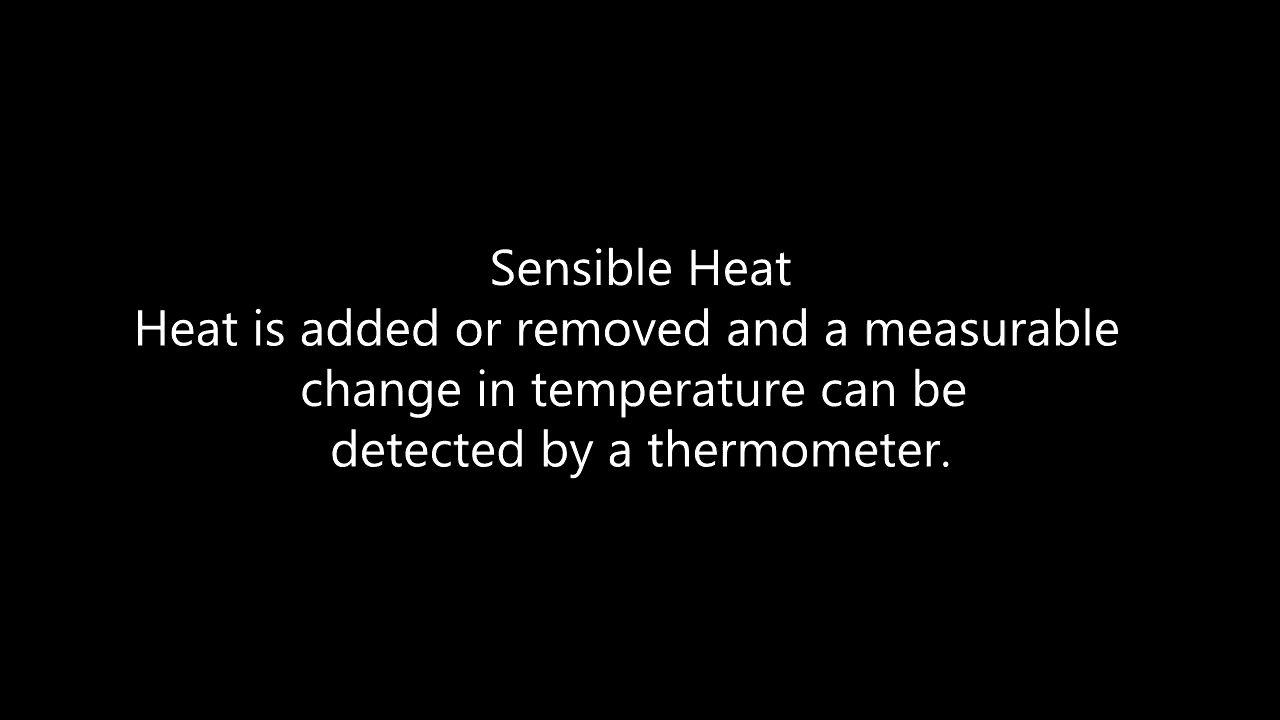 Sensible Heat
Heat is added or removed and a measurable
change in temperature can be
detected by a thermometer.